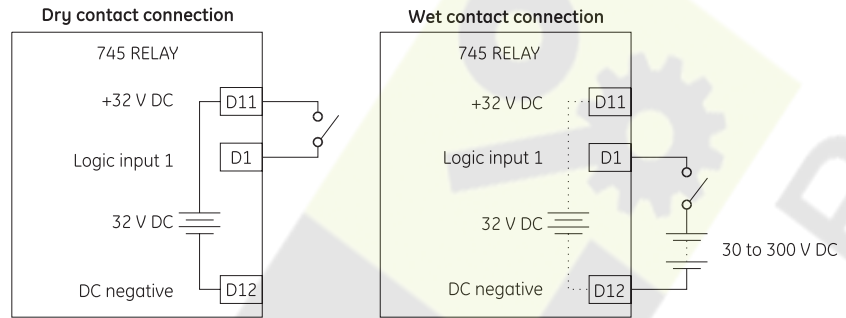 Dry contact connection
745 RELAY
+32 V DC
D11
Logic input 1
D1
32 V DC
DC negative
D12
Wet contact connection
745 RELAY
+32 V DC
D11
Logic input 1
D1
32 V DC
30 to 300 V DC
DC negative
D12